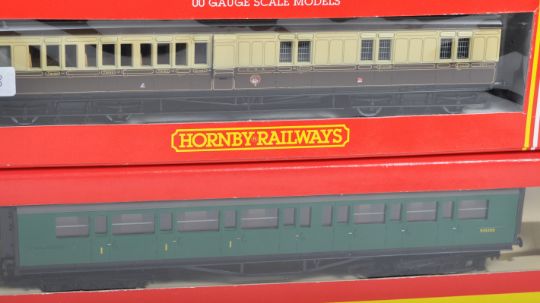 00 GAUGE SCALE MODELS
HORNBY RAILWAYS